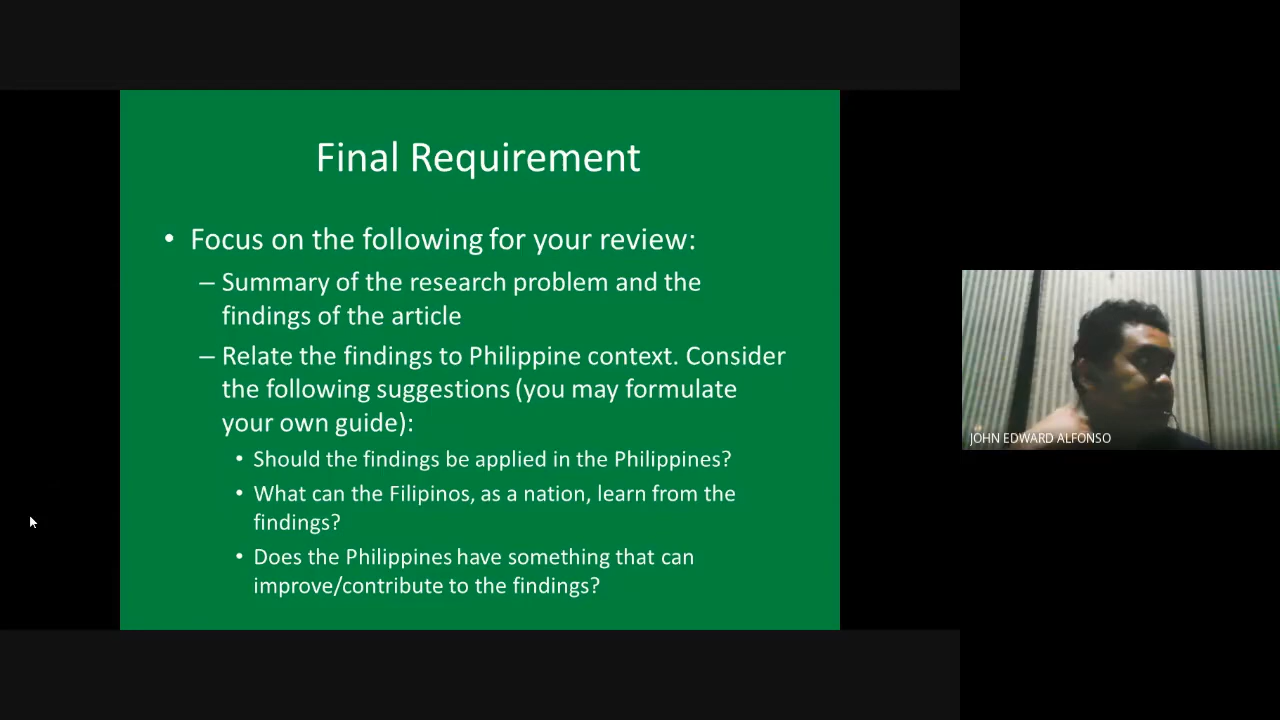 Final Requirement
• Focus on the following for your review:
– Summary of the research problem and the
findings of the article
– Relate the findings to Philippine context. Consider
the following suggestions (you may formulate
your own guide):
• Should the findings be applied in the Philippines?
• What can the Filipinos, as a nation, learn from the
findings?
• Does the Philippines have something that can
improve/contribute to the findings?
JOHN EDWARD ALFONSO